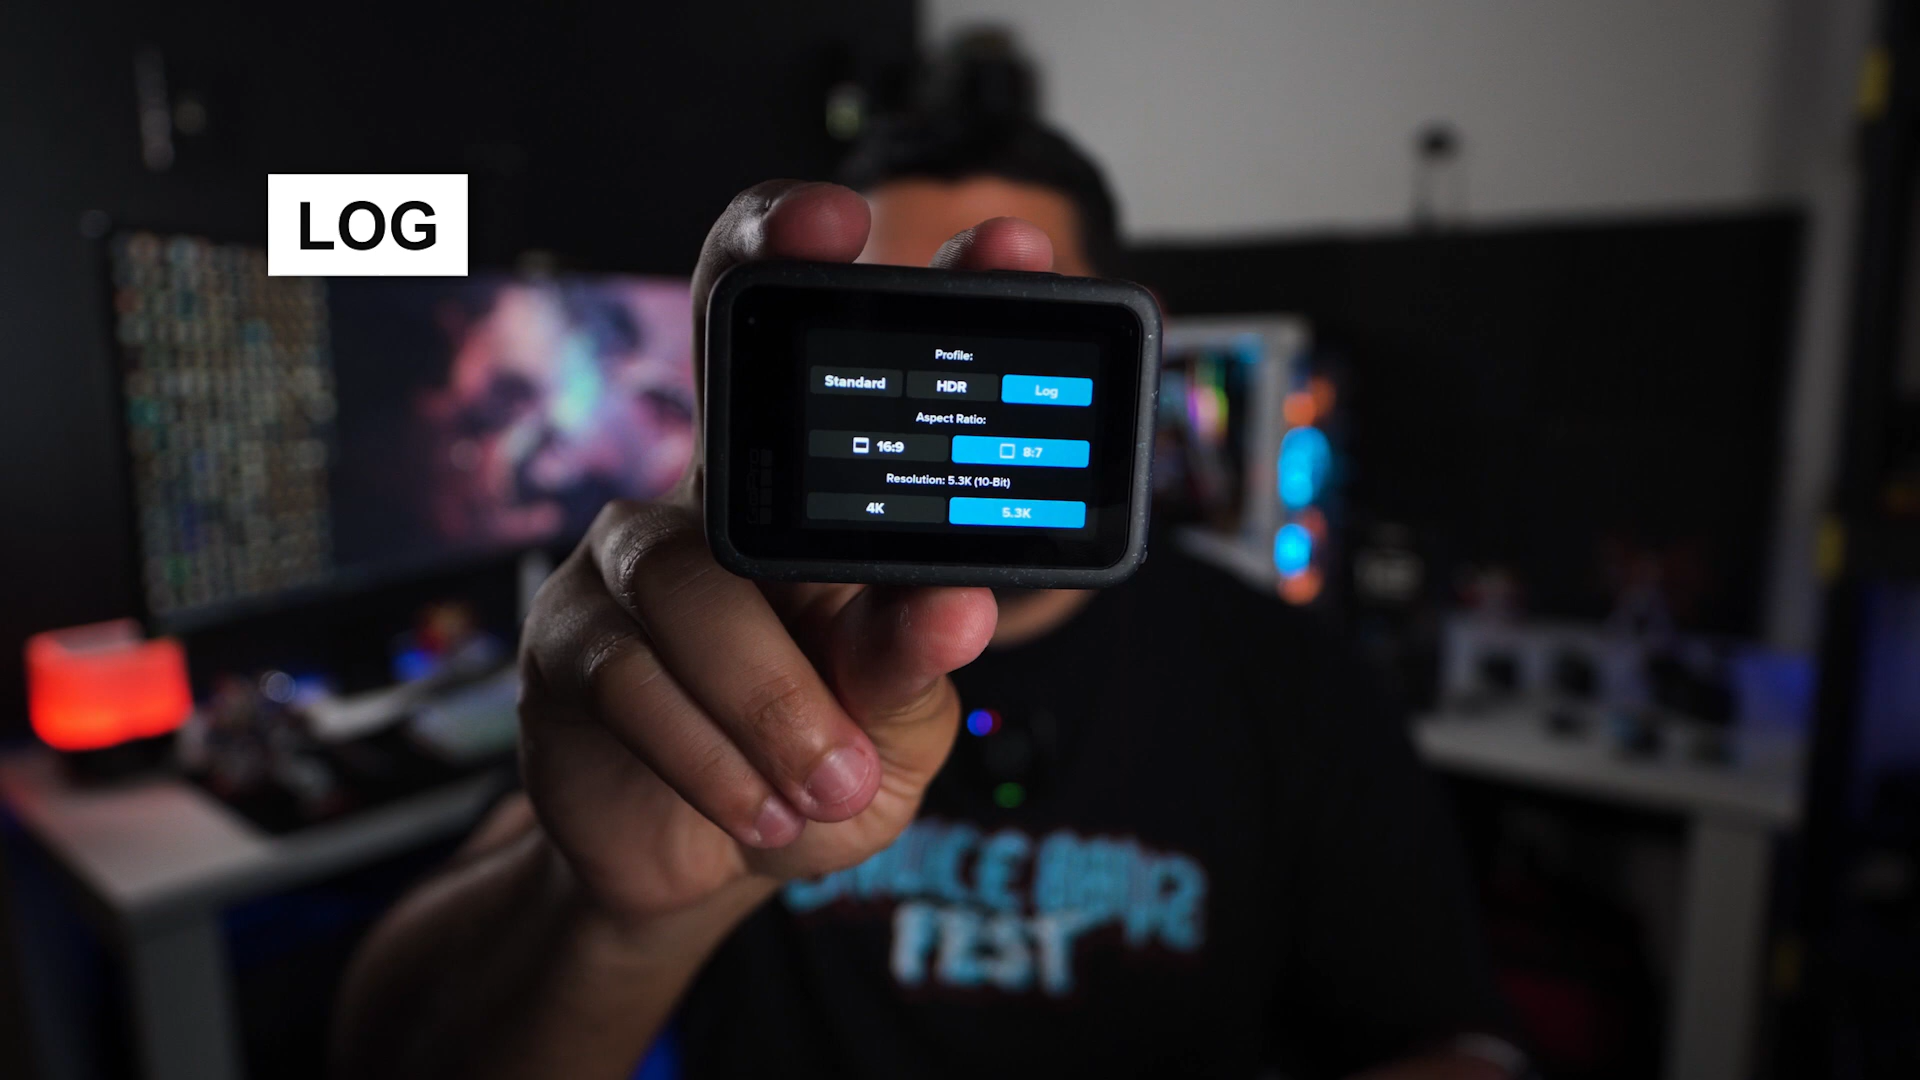 LOG
Profile:
Standard HDR Log
Aspect Ratio:
16:9 8:7
Resolution: 5.3K (10-Bit)
4K 5.3K
FEST